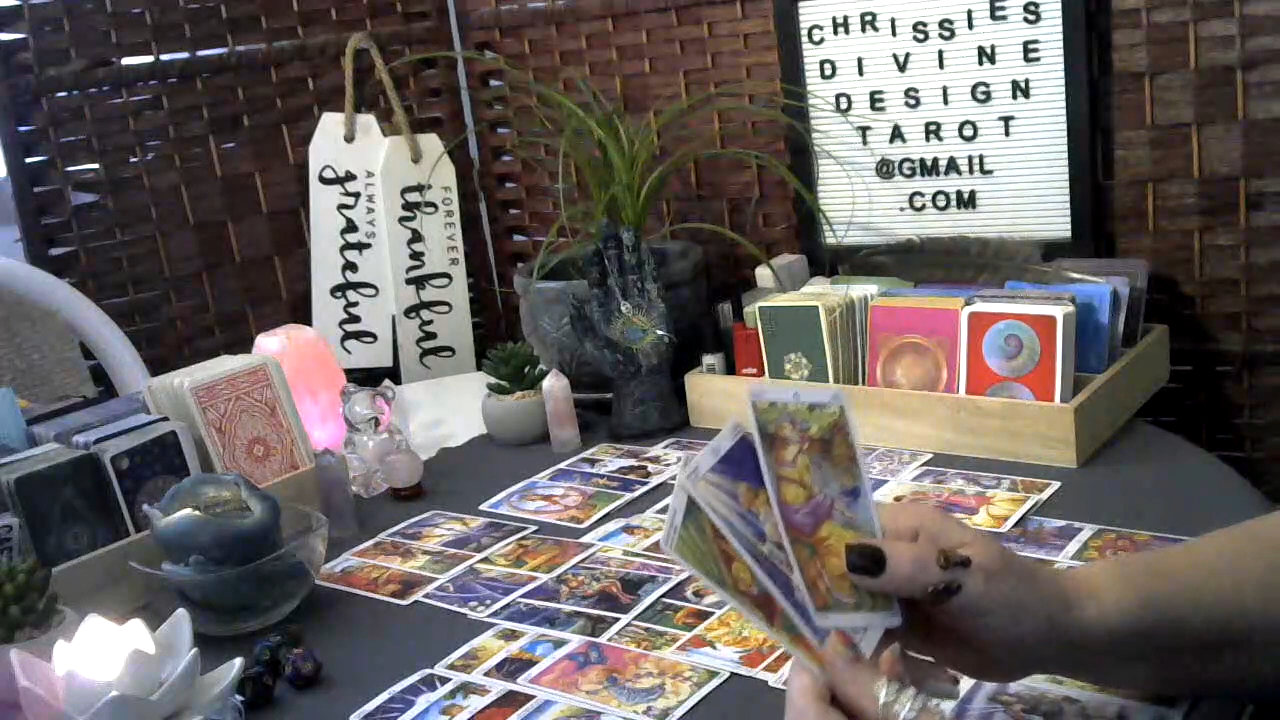 ALWAYS
grateful
FOREVER
thankful
CHRISSIES
DIVINE
DESIGN
TAROT
@GMAIL
.COM